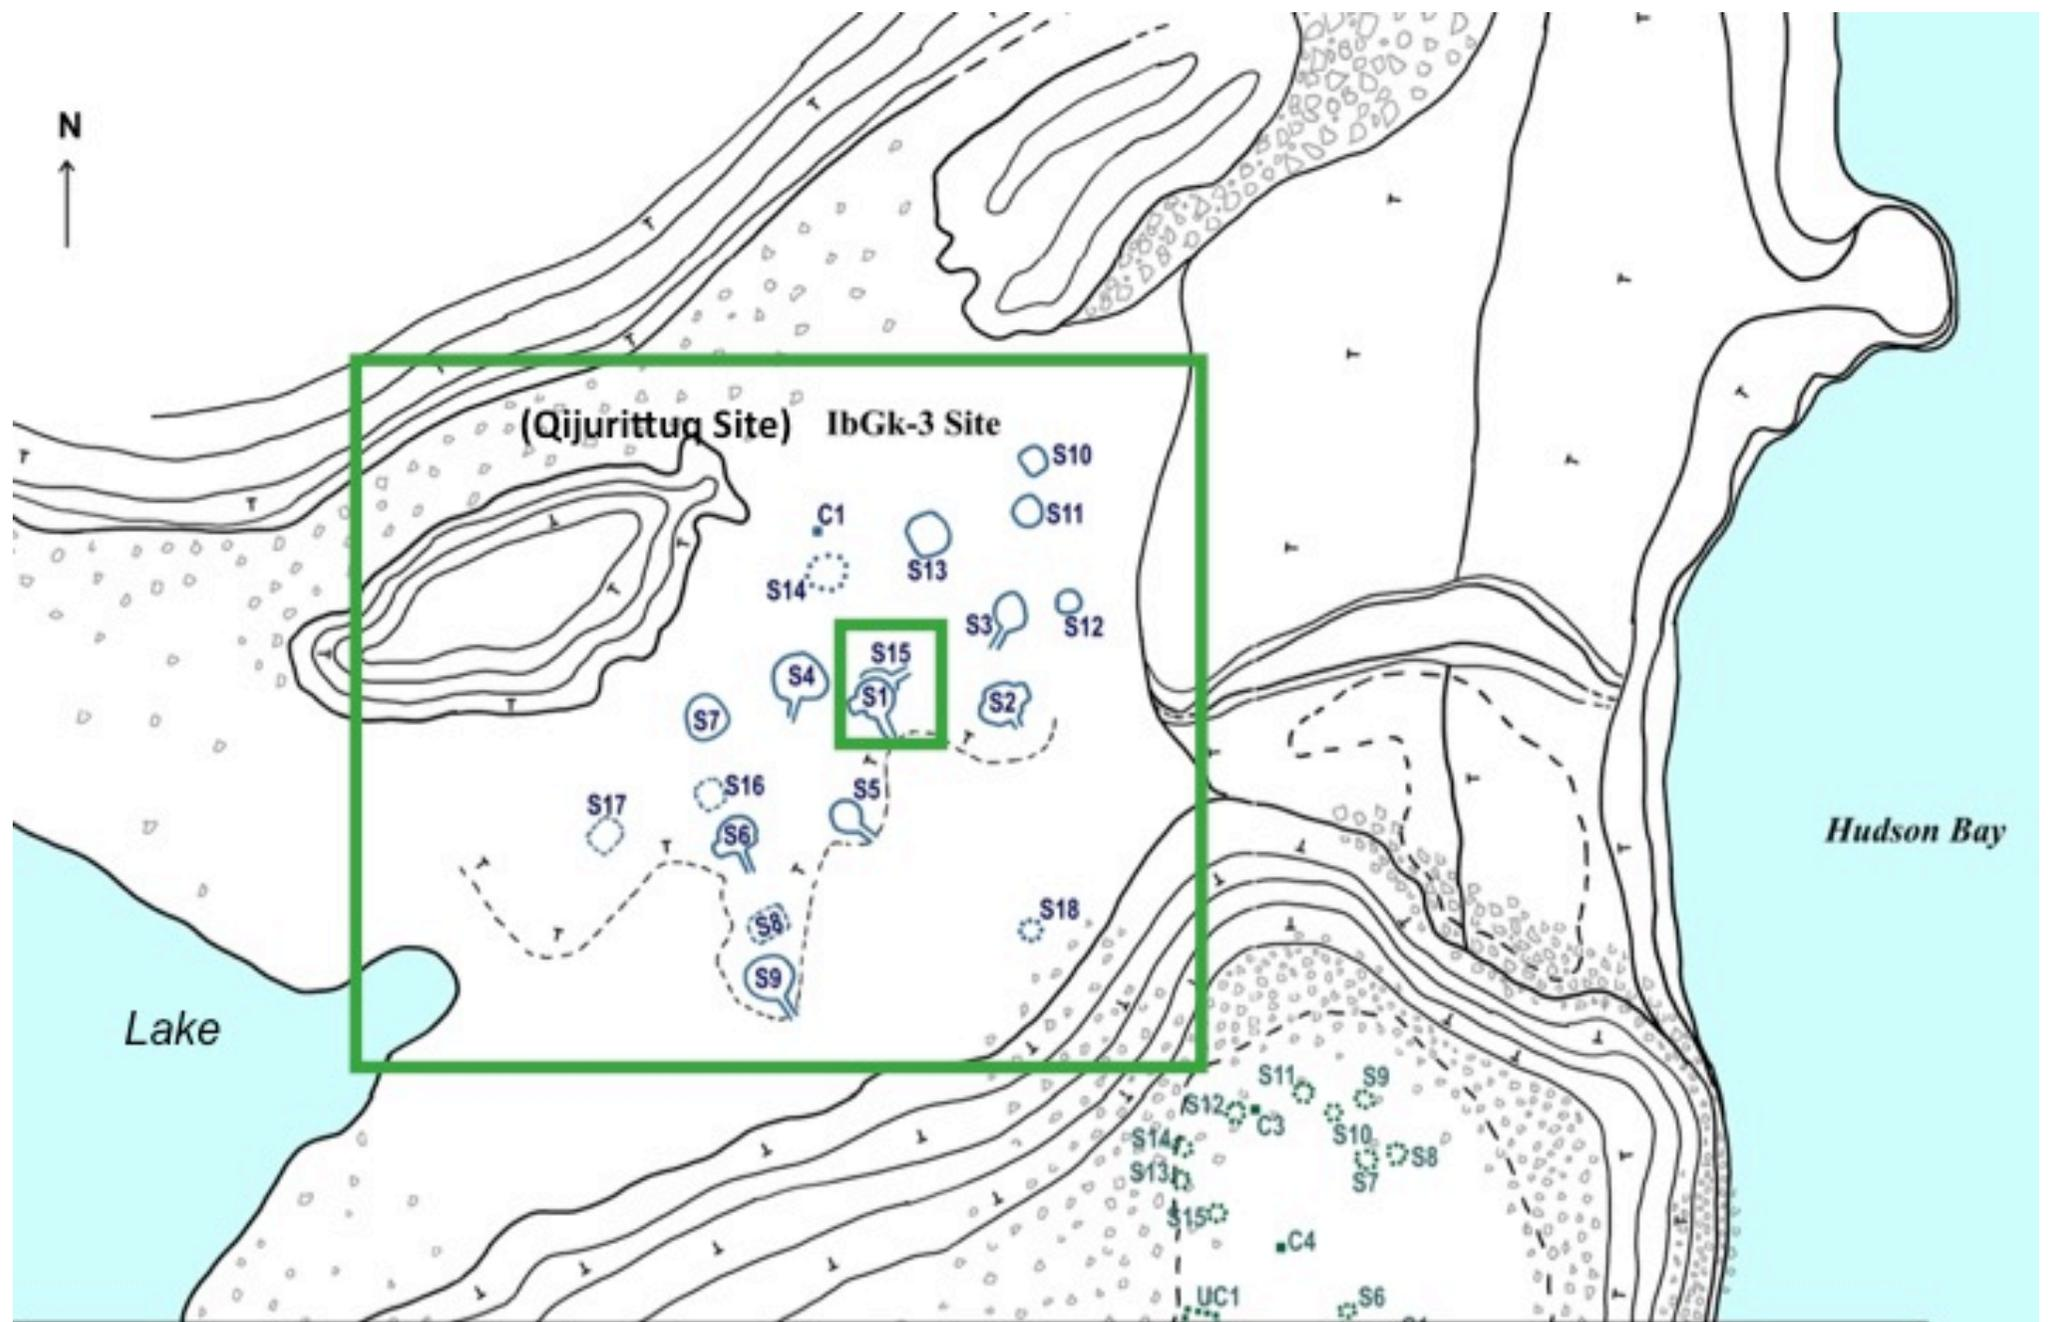 N
(Qijurittuq Site) IbGk-3 Site
S10
C1
S11
S13
S14
S3
S12
S15
S4
S1
S2
S7
S16
S5
S17
S6
Hudson Bay
S8
S18
S9
Lake
S11
S9
S12
C3
S10
S14
S8
S13
S7
S15
C4
UC1
S6